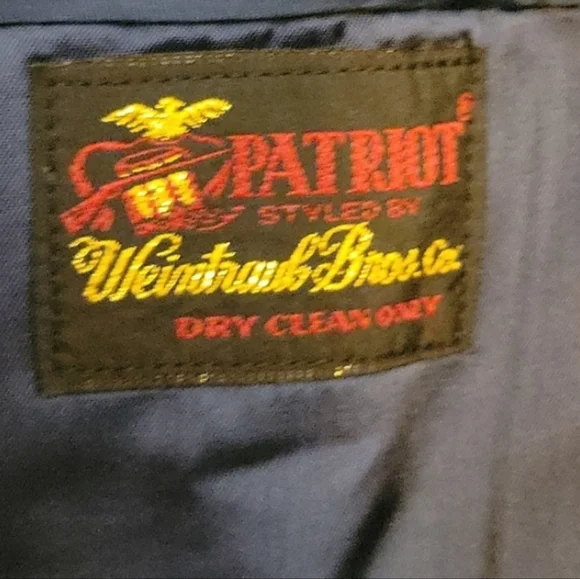 PATRIOT®
STYLED BY
Weintraub Bros. Co.
DRY CLEAN ONLY